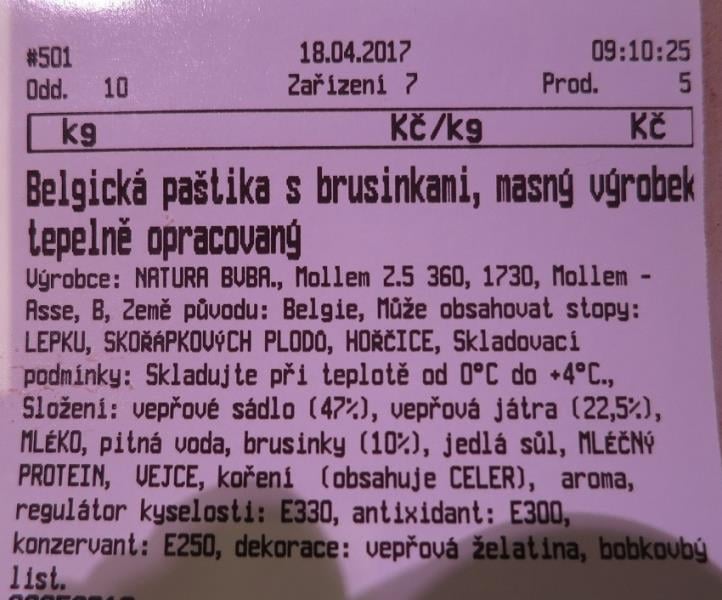 #501 18.04.2017 09:10:25
Odd. 10 Zařízení 7 Prod. 5
kg Kč/kg Kč
Belgická paštika s brusinkami, masný výrobek
tepelně opracovaný
Výrobce: NATURA BVBA., Mollem Z.5 360, 1730, Mollem -
Asse, B, Země původu: Belgie, Může obsahovat stopy:
LEPKU, SKOŘÁPKOVýCH PLODŮ, HOŘČICE, Skladovací
podmínky: Skladujte při teplotě od 0°C do +4°C.,
Složení: vepřové sádlo (47%), vepřová játra (22,5%),
MLÉKO, pitná voda, brusinky (10%), jedlá sůl, MLÉČNý
PROTEIN, VEJCE, koření (obsahuje CELER), aroma,
regulátor kyselosti: E330, antixidant: E300,
konzervant: E250, dekorace: vepřová želatina, bobkovbý
list.